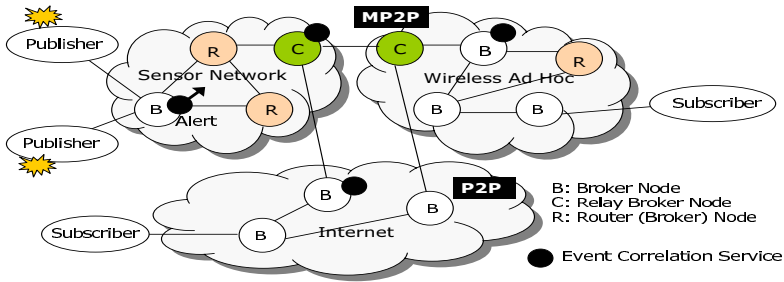 MP2P
Publisher
R
C
C
B
R
Sensor Network
Wireless Ad Hoc
B
Alert
R
B
B
Subscriber
Publisher
B
P2P
B
B: Broker Node
C: Relay Broker Node
R: Router (Broker) Node
Subscriber
B
Internet
Event Correlation Service